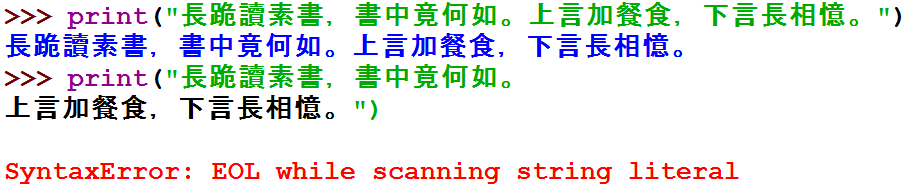 >>> print("長跪讀素書，書中竟何如。上言加餐食，下言長相憶。")
長跪讀素書，書中竟何如。上言加餐食，下言長相憶。
>>> print("長跪讀素書，書中竟何如。
上言加餐食，下言長相憶。")
SyntaxError: EOL while scanning string literal